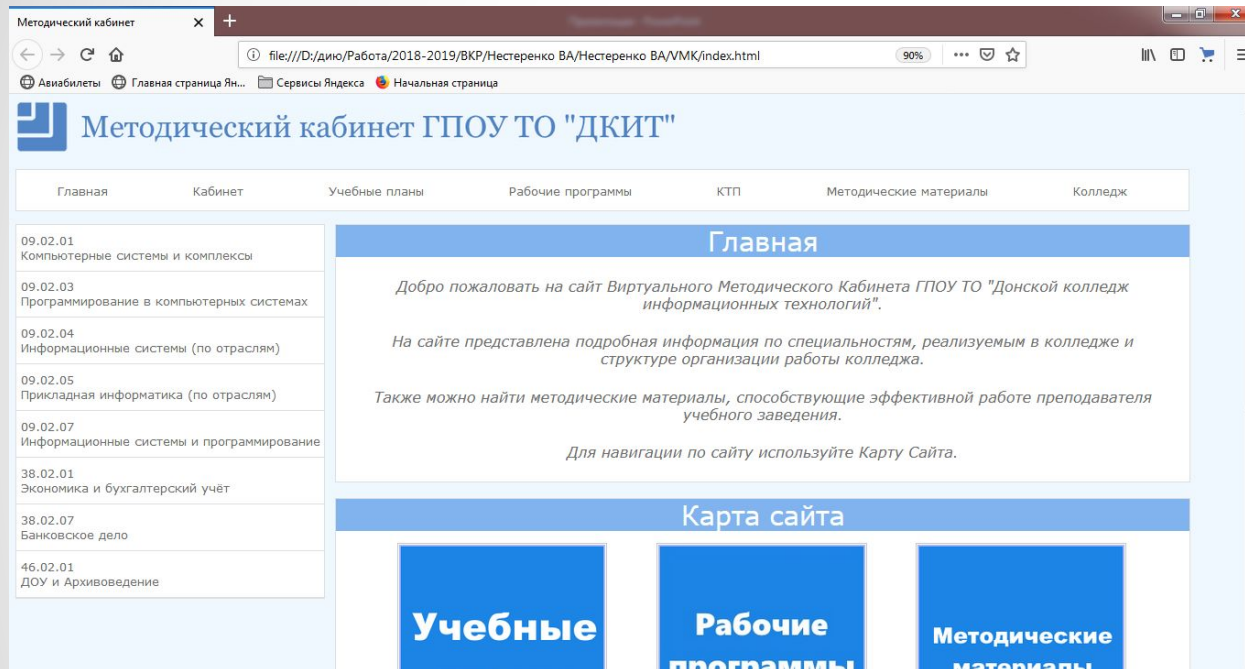 Методический кабинет
file:///D:/дию/Работа/2018-2019/ВКР/Нестеренко ВА/Нестеренко ВА/VMK/index.html
90%
Авиабилеты Главная страница Ян... Сервисы Яндекса Начальная страница
Методический кабинет ГПОУ ТО "ДКИТ"
Главная Кабинет Учебные планы Рабочие программы КТП Методические материалы Колледж
09.02.01
Компьютерные системы и комплексы
09.02.03
Программирование в компьютерных системах
09.02.04
Информационные системы (по отраслям)
09.02.05
Прикладная информатика (по отраслям)
09.02.07
Информационные системы и программирование
38.02.01
Экономика и бухгалтерский учёт
38.02.07
Банковское дело
46.02.01
ДОУ и Архивоведение
Главная
Добро пожаловать на сайт Виртуального Методического Кабинета ГПОУ ТО "Донской колледж
информационных технологий".
На сайте представлена подробная информация по специальностям, реализуемым в колледже и
структуре организации работы колледжа.
Также можно найти методические материалы, способствующие эффективной работе преподавателя
учебного заведения.
Для навигации по сайту используйте Карту Сайта.
Карта сайта
Учебные
Рабочие
программы
Методические
материалы